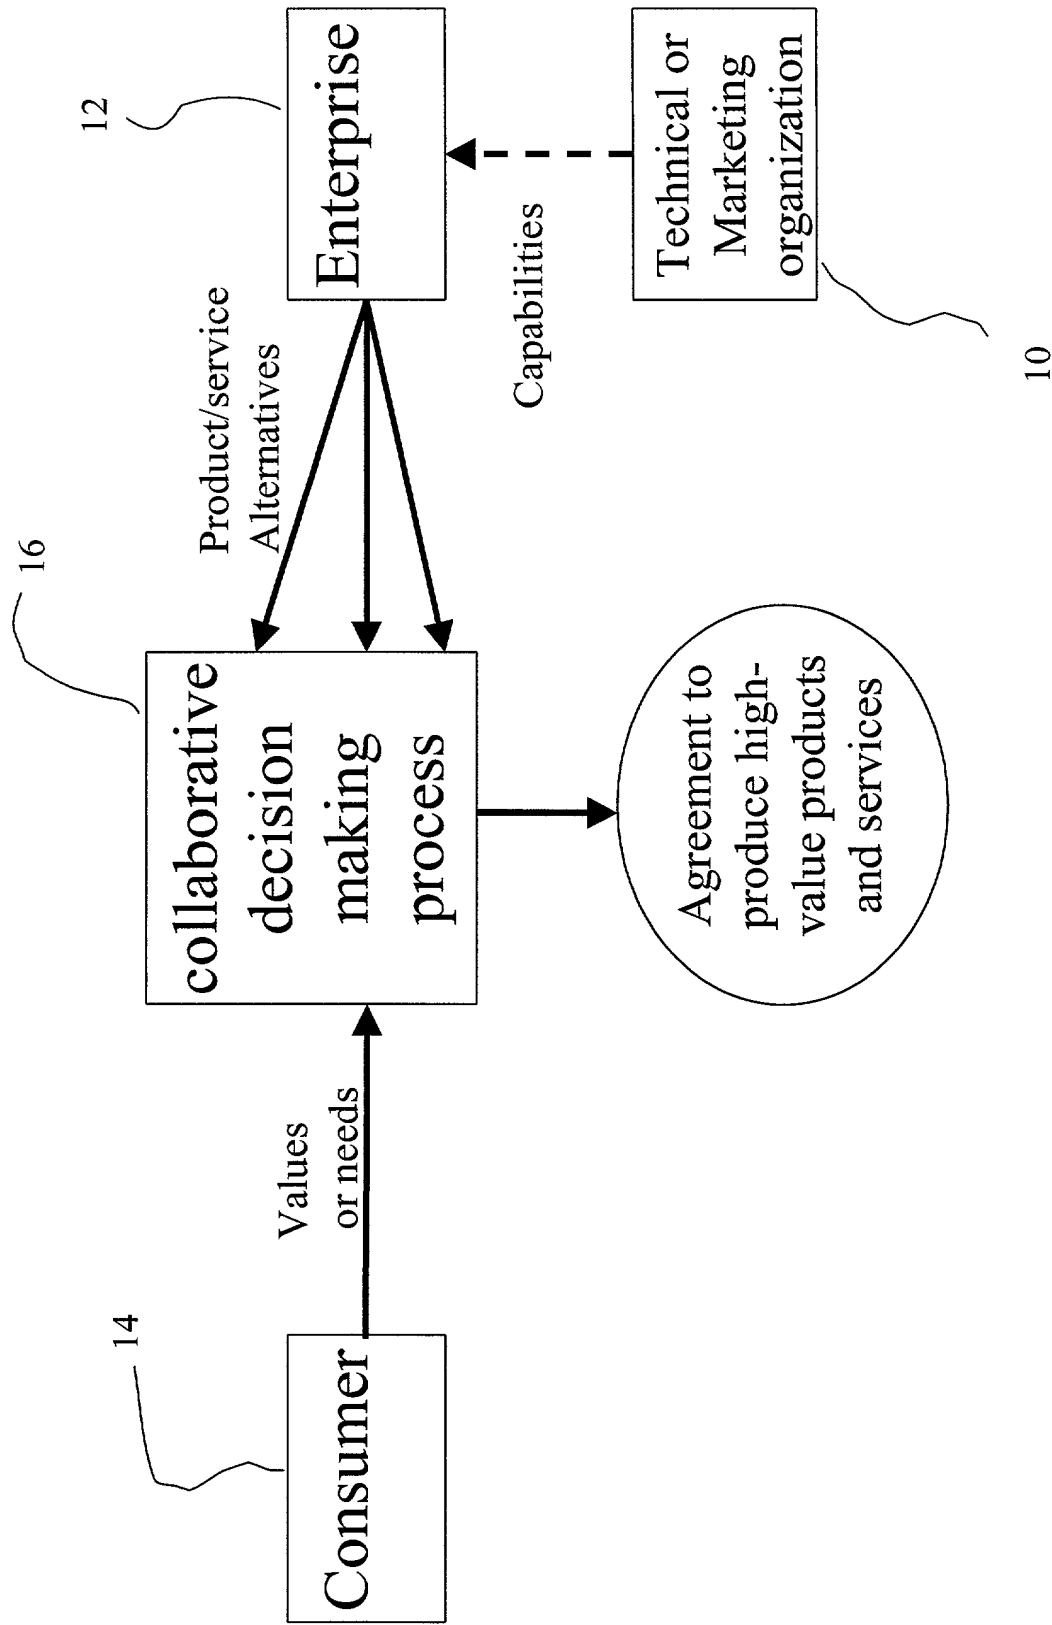 16
12
14
Product/service
Alternatives
collaborative
decision
making
process
Values
or needs
Consumer
Enterprise
Capabilities
Technical or
Marketing
organization
10
Agreement to
produce high-
value products
and services